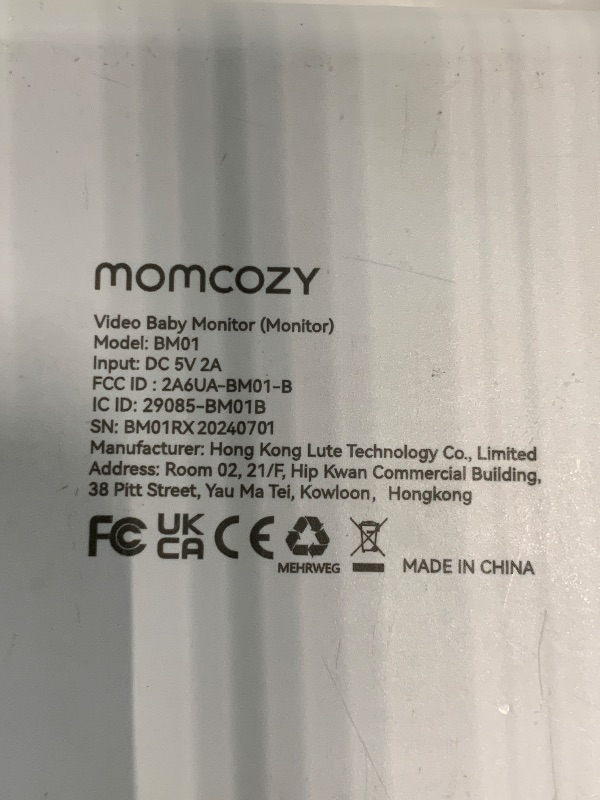 momcozy
Video Baby Monitor (Monitor)
Model: BM01
Input: DC 5V 2A
FCC ID : 2A6UA-BM01-B
IC ID: 29085-BM01B
SN: BM01RX20240701
Manufacturer: Hong Kong Lute Technology Co., Limited
Address: Room 02, 21/F, Hip Kwan Commercial Building,
38 Pitt Street, Yau Ma Tei, Kowloon, Hongkong
FC UK CA CE
MEHRWEG MADE IN CHINA